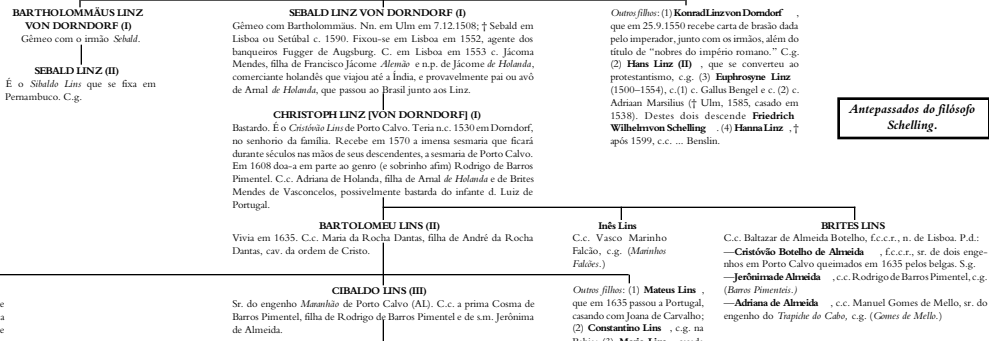 BARTHOLOMMÄUS LINZ
VON DORNDORF (I)
Gêmeo com o irmão Sebald.
SEBALD LINZ (II)
É o Sibaldo Lins que se fixa em
Pernambuco. C.g.
SEBALD LINZ VON DORNDORF (I)
Gêmeo com Bartholommäus. Nn. em Ulm em 7.12.1508; † Sebald em
Lisboa ou Setúbal c. 1590. Fixou-se em Lisboa em 1552, agente dos
banqueiros Fugger de Augsburg. C. em Lisboa em 1553 c. Jácoma
Mendes, filha de Francisco Jácome Alemão e n.p. de Jácome de Holanda,
comerciante holandês que viajou até a Índia, e provavelmente pai ou avô
de Arnal de Holanda, que passou ao Brasil junto aos Linz.
CHRISTOPH LINZ [VON DORNDORF] (I)
Bastardo. É o Cristóvão Lins de Porto Calvo. Teria n.c. 1530 em Dorndorf,
no senhorio da família. Recebe em 1570 a imensa sesmaria que ficará
durante séculos nas mãos de seus descendentes, a sesmaria de Porto Calvo.
Em 1608 doa-a em parte ao genro (e sobrinho afim) Rodrigo de Barros
Pimentel. C.c. Adriana de Holanda, filha de Arnal de Holanda e de Brites
Mendes de Vasconcelos, possivelmente bastarda do infante d. Luiz de
Portugal.
Outros filhos: (1) Konrad Linz von Dorndorf ,
que em 25.9.1550 recebe carta de brasão dada
pelo imperador, junto com os irmãos, além do
título de “nobres do império romano.” C.g.
(2) Hans Linz (II) , que se converteu ao
protestantismo, c.g. (3) Euphrosyne Linz
(1500–1554), c.(1) c. Gallus Bengel e c. (2) c.
Adriaan Marsilius († Ulm, 1585, casado em
1538). Destes dois descende Friedrich
Wilhelm von Schelling . (4) Hanna Linz , †
após 1599, c.c. ... Benslin.
Antepassados do filósofo
Schelling.
BARTOLOMEU LINS (II)
Vivia em 1635. C.c. Maria da Rocha Dantas, filha de André da Rocha
Dantas, cav. da ordem de Cristo.
Inês Lins
C.c. Vasco Marinho
Falcão, c.g. (Marinhos
Falcões.)
BRITES LINS
C.c. Baltazar de Almeida Botelho, f.c.c.r., n. de Lisboa. P.d.:
—Cristóvão Botelho de Almeida , f.c.c.r., sr. de dois enge-
nhos em Porto Calvo queimados em 1635 pelos belgas. S.g.
—Jerônima de Almeida , c.c. Rodrigo de Barros Pimentel, c.g.
(Barros Pimenteis.)
—Adriana de Almeida , c.c. Manuel Gomes de Mello, sr. do
engenho do Trapiche do Cabo, c.g. (Gomes de Mello.)
CIBALDO LINS (III)
Sr. do engenho Maranhão de Porto Calvo (AL). C.c. a prima Cosma de
Barros Pimentel, filha de Rodrigo de Barros Pimentel e de s.m. Jerônima
de Almeida.
Outros filhos: (1) Mateus Lins ,
que em 1635 passou a Portugal,
casando com Joana de Carvalho;
(2) Constantino Lins , c.g. na